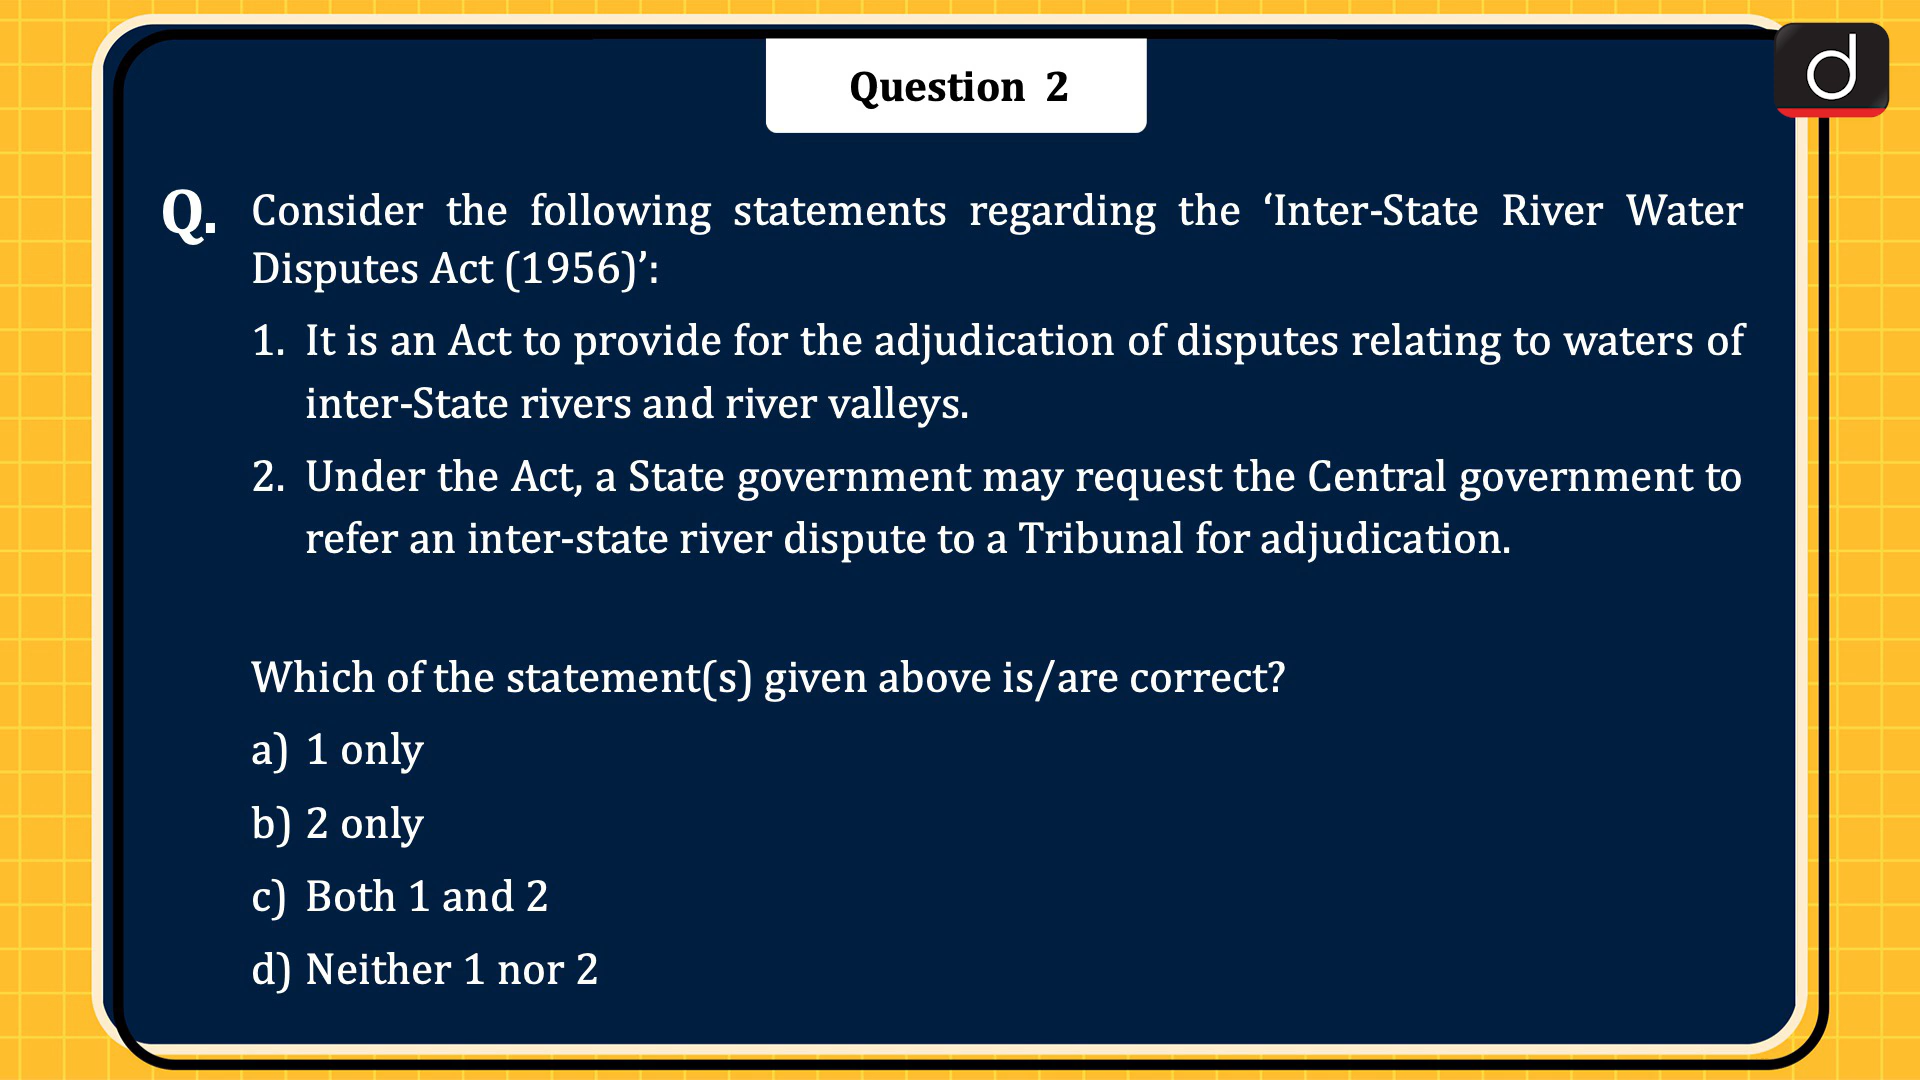 Question 2
d
Q. Consider the following statements regarding the ‘Inter-State River Water
Disputes Act (1956)’:
1. It is an Act to provide for the adjudication of disputes relating to waters of
inter-State rivers and river valleys.
2. Under the Act, a State government may request the Central government to
refer an inter-state river dispute to a Tribunal for adjudication.
Which of the statement(s) given above is/are correct?
a) 1 only
b) 2 only
c) Both 1 and 2
d) Neither 1 nor 2